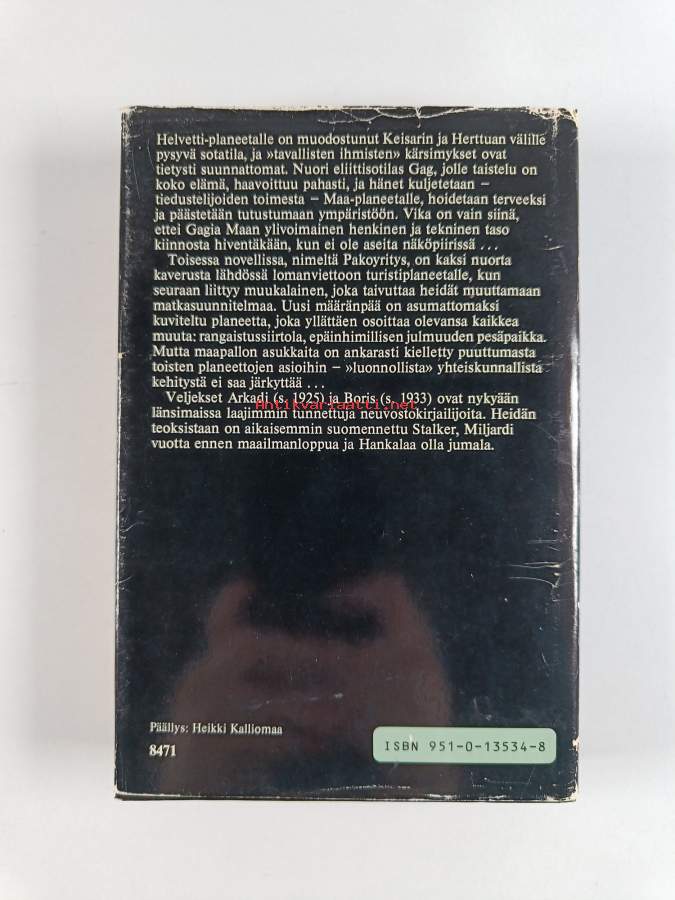 Helvetti-planeetalle on muodostunut Keisarin ja Herttuan välille
pysyvä sotatila, ja »tavallisten ihmisten» kärsimykset ovat
tietysti suunnattomat. Nuori eliittisotilas Gag, jolle taistelu on
koko elämä, haavoittuu pahasti, ja hänet kuljetetaan –
tiedustelijoiden toimesta – Maa-planeetalle, hoidetaan terveeksi
ja päästetään tutustumaan ympäristöön. Vika on vain siinä,
ettei Gagia Maan ylivoimainen henkinen ja tekninen taso
kiinnosta hiventäkään, kun ei ole aseita näköpiirissä . . .
Toisessa novellissa, nimeltä Pakoyritys, on kaksi nuorta
kaverusta lähdössä lomanviettoon turistiplaneetalle, kun
seuraan liittyy muukalainen, joka taivuttaa heidät muuttamaan
matkasuunnitelmaa. Uusi määränpää on asumattomaksi
kuviteltu planeetta, joka yllättäen osoittaa olevansa kaikkea
muuta: rangaistussiirtola, epäinhimillisen julmuuden pesäpaikka.
Mutta maapallon asukkaita on ankarasti kielletty puuttumasta
toisten planeettojen asioihin – »luonnollista» yhteiskunnallista
kehitystä ei saa järkyttää . . .
Veljekset Arkadi (s. 1925) ja Boris (s. 1933) ovat nykyään
Antikvariaatti.net
länsimaissa laajimmin tunnettuja neuvostokirjailijoita. Heidän
teoksistaan on aikaisemmin suomennettu Stalker, Miljardi
vuotta ennen maailmanloppua ja Hankalaa olla jumala.
Päällys: Heikki Kalliomaa
8471
ISBN 951-0-13534-8